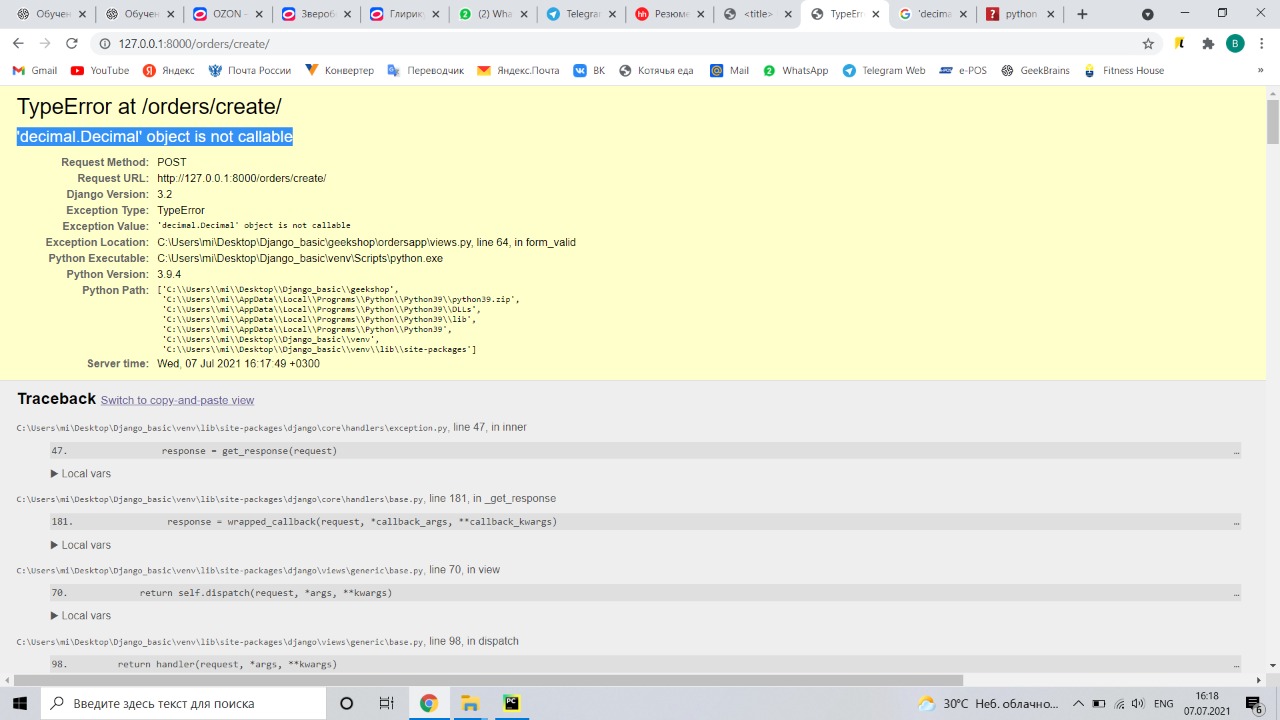 Обучен
Обучен
OZON –
Зверобо
Глирику
(2) Wha
Telegrar
Резюме
<title>
TypeErr
'decima
python
127.0.0.1:8000/orders/create/
B
Gmail
YouTube
Яндекс
Почта России
Конвертер
Переводчик
Яндекс.Почта
ВК
Котячья еда
Mail
WhatsApp
Telegram Web
e-POS
GeekBrains
Fitness House
»
TypeError at /orders/create/
'decimal.Decimal' object is not callable
Request Method: POST
Request URL: http://127.0.0.1:8000/orders/create/
Django Version: 3.2
Exception Type: TypeError
Exception Value: 'decimal.Decimal' object is not callable
Exception Location: C:\Users\mi\Desktop\Django_basic\geekshop\ordersapp\views.py, line 64, in form_valid
Python Executable: C:\Users\mi\Desktop\Django_basic\venv\Scripts\python.exe
Python Version: 3.9.4
Python Path: ['C:\\Users\\mi\\Desktop\\Django_basic\\geekshop',
'C:\\Users\\mi\\AppData\\Local\\Programs\\Python\\Python39\\python39.zip',
'C:\\Users\\mi\\AppData\\Local\\Programs\\Python\\Python39\\DLLs',
'C:\\Users\\mi\\AppData\\Local\\Programs\\Python\\Python39\\lib',
'C:\\Users\\mi\\AppData\\Local\\Programs\\Python\\Python39',
'C:\\Users\\mi\\Desktop\\Django_basic\\venv',
'C:\\Users\\mi\\Desktop\\Django_basic\\venv\\lib\\site-packages']
Server time: Wed, 07 Jul 2021 16:17:49 +0300
Traceback Switch to copy-and-paste view
C:\Users\mi\Desktop\Django_basic\venv\lib\site-packages\django\core\handlers\exception.py, line 47, in inner
47. response = get_response(request) …
Local vars
C:\Users\mi\Desktop\Django_basic\venv\lib\site-packages\django\core\handlers\base.py, line 181, in _get_response
181. response = wrapped_callback(request, *callback_args, **callback_kwargs) …
Local vars
C:\Users\mi\Desktop\Django_basic\venv\lib\site-packages\django\views\generic\base.py, line 70, in view
70. return self.dispatch(request, *args, **kwargs) …
Local vars
C:\Users\mi\Desktop\Django_basic\venv\lib\site-packages\django\views\generic\base.py, line 98, in dispatch
98. return handler(request, *args, **kwargs) …
Введите здесь текст для поиска
30°C Неб. облачно...
ENG
16:18
07.07.2021
6